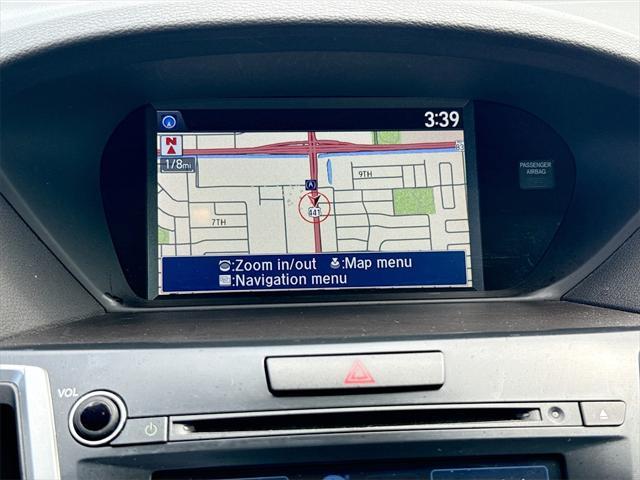 3:39
N
1/8mi
9TH
441
7TH
PASSENGER
AIRBAG
:Zoom in/out :Map menu
:Navigation menu
VOL